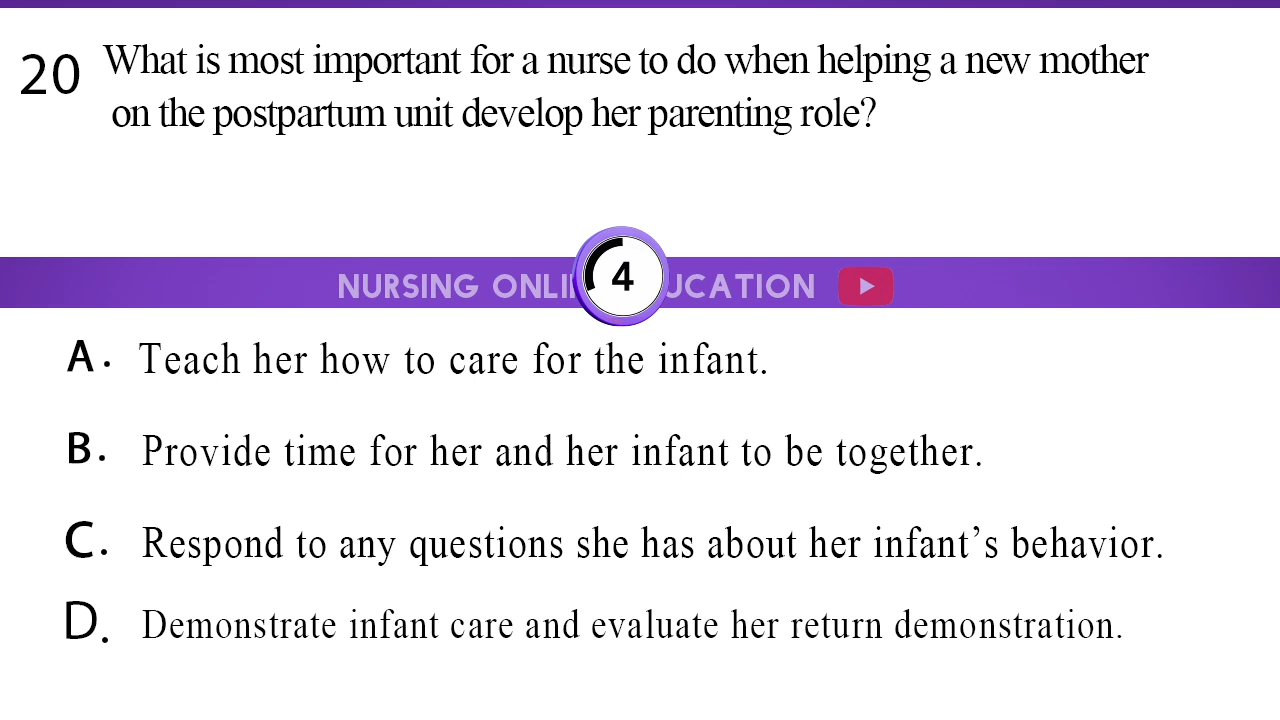 20 What is most important for a nurse to do when helping a new mother
on the postpartum unit develop her parenting role?
NURSING 4
A. Teach her how to care for the infant.
B. Provide time for her and her infant to be together.
C. Respond to any questions she has about her infant’s behavior.
D. Demonstrate infant care and evaluate her return demonstration.